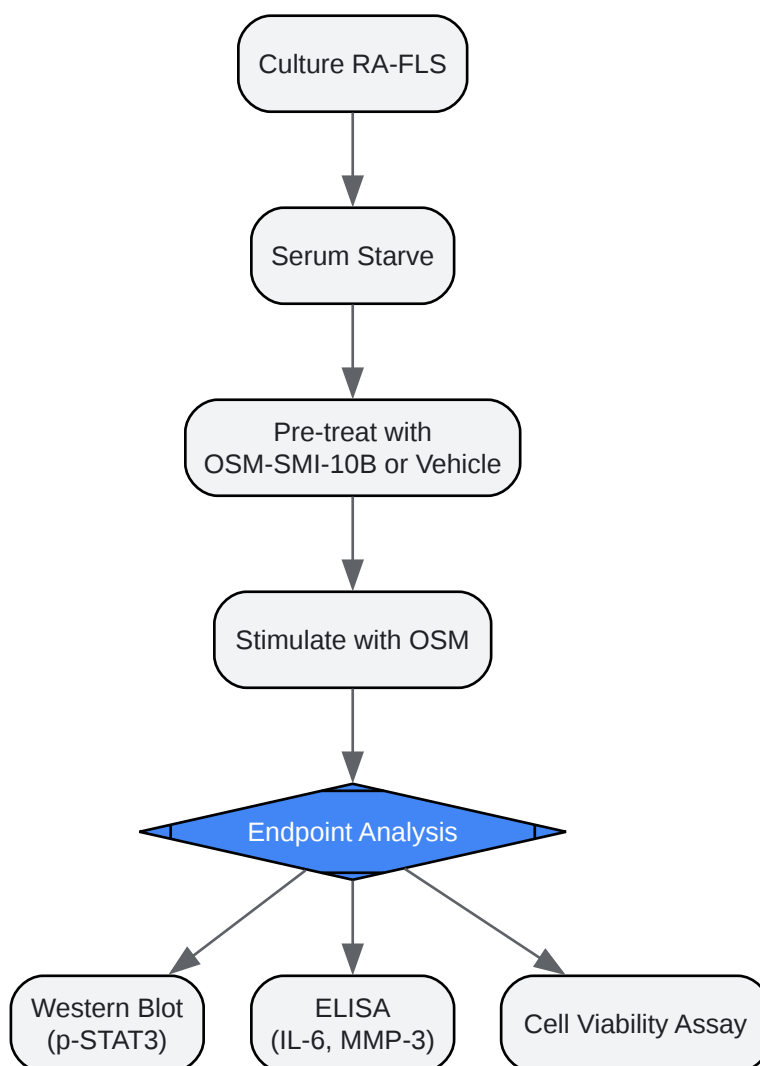 Culture RA-FLS
Serum Starve
Pre-treat with
OSM-SMI-10B or Vehicle
Stimulate with OSM
Endpoint Analysis
Western Blot
(p-STAT3)
ELISA
(IL-6, MMP-3)
Cell Viability Assay